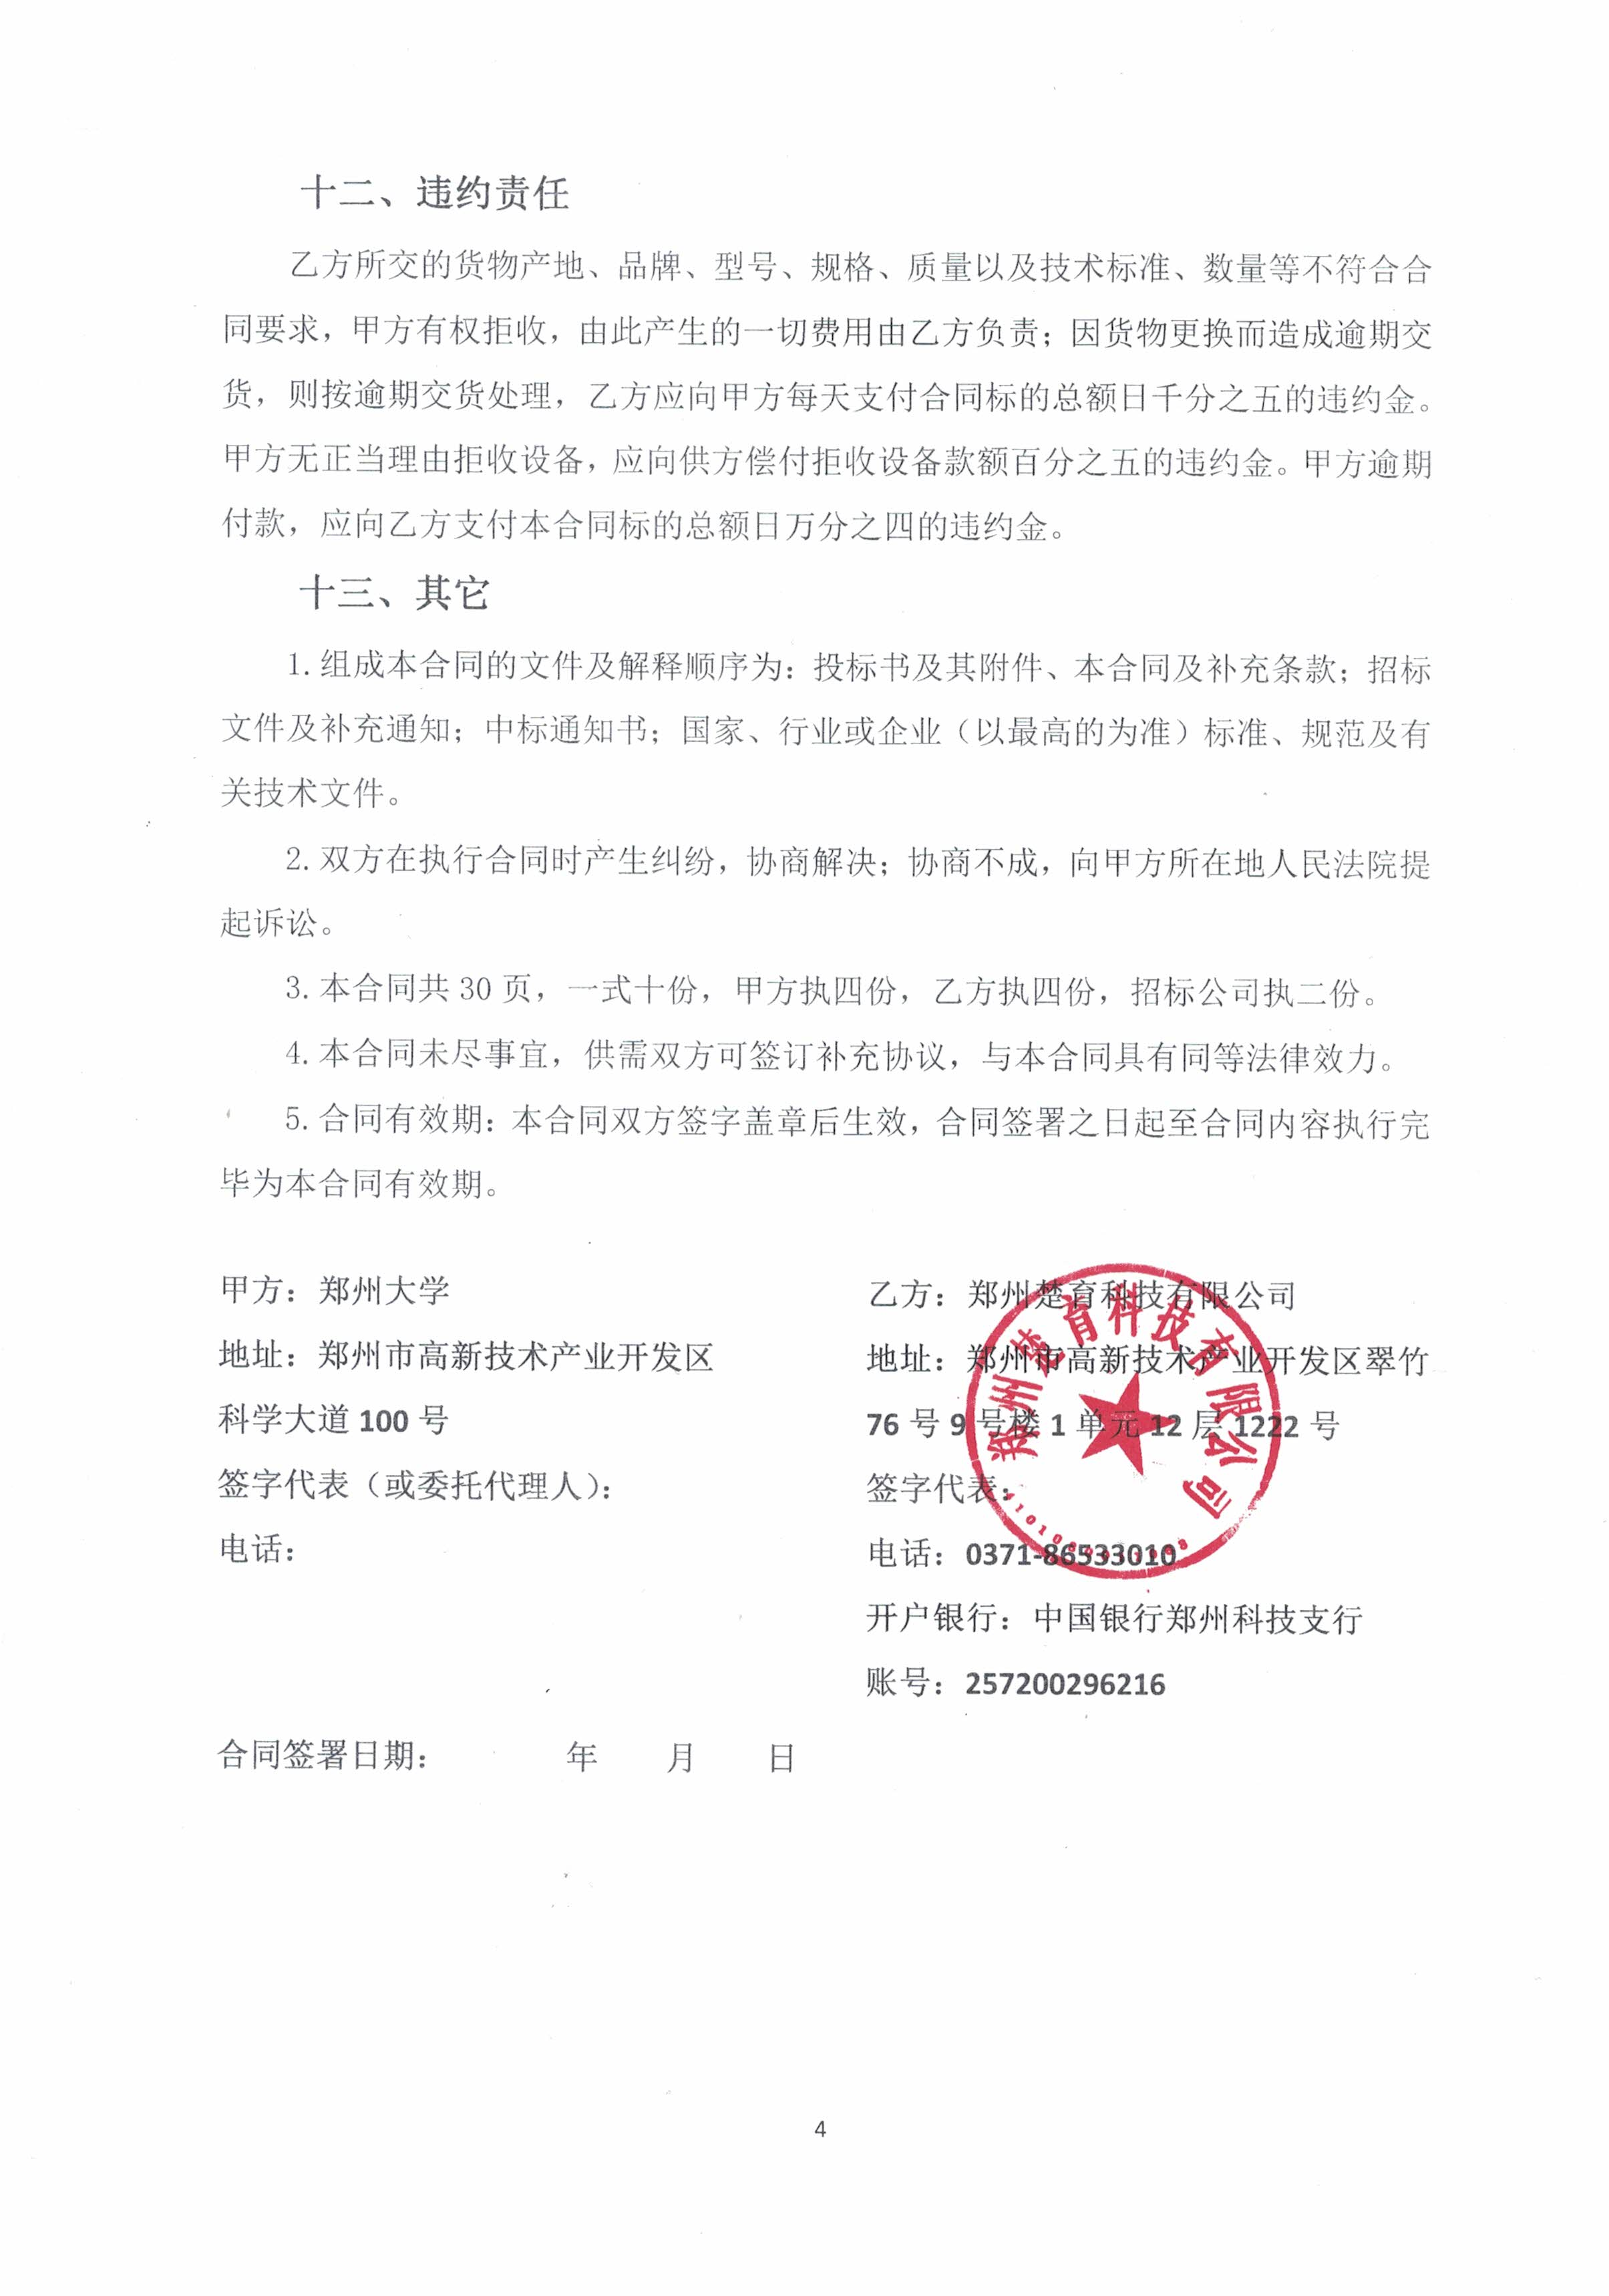 十二、违约责任
乙方所交的货物产地、品牌、型号、规格、质量以及技术标准、数量等不符合合
同要求，甲方有权拒收，由此产生的一切费用由乙方负责；因货物更换而造成逾期交
货，则按逾期交货处理，乙方应向甲方每天支付合同标的总额日千分之五的违约金。
甲方无正当理由拒收设备，应向供方偿付拒收设备款额百分之五的违约金。甲方逾期
付款，应向乙方支付本合同标的总额日万分之四的违约金。
十三、其它
1.组成本合同的文件及解释顺序为：投标书及其附件、本合同及补充条款；招标
文件及补充通知；中标通知书；国家、行业或企业（以最高的为准）标准、规范及有
关技术文件。
2.双方在执行合同时产生纠纷，协商解决；协商不成，向甲方所在地人民法院提
起诉讼。
3.本合同共 30 页，一式十份，甲方执四份，乙方执四份，招标公司执二份。
4.本合同未尽事宜，供需双方可签订补充协议，与本合同具有同等法律效力。
5.合同有效期：本合同双方签字盖章后生效，合同签署之日起至合同内容执行完
毕为本合同有效期。
甲方：郑州大学
地址：郑州市高新技术产业开发区
科学大道 100 号
签字代表（或委托代理人）：
电话：
乙方：郑州楚育科技有限公司
地址：郑州市高新技术产业开发区翠竹
76 号 9 号楼 1 单元 12 层 1222 号
签字代表：
电话：0371-86533010
开户银行：中国银行郑州科技支行
账号：257200296216
郑州楚育科技有限公司
合同签署日期： 年 月 日
4